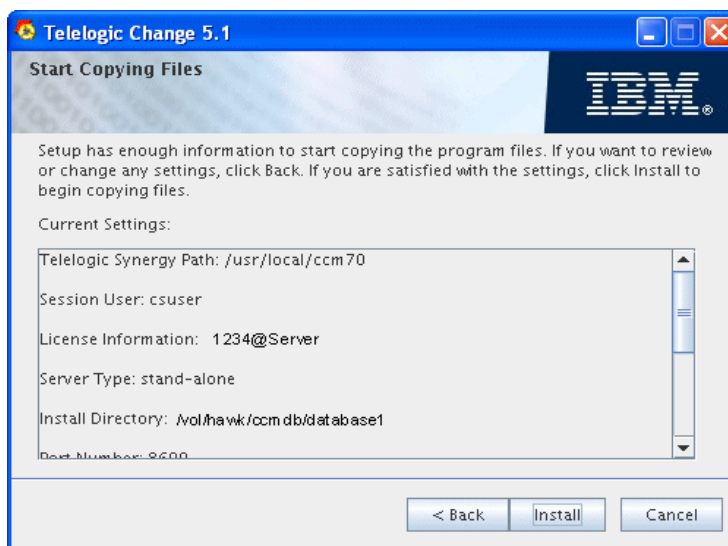 Telelogic Change 5.1
Start Copying Files
IBM®
Setup has enough information to start copying the program files. If you want to review
or change any settings, click Back. If you are satisfied with the settings, click Install to
begin copying files.
Current Settings:
Telelogic Synergy Path: /usr/local/ccm70
Session User: csuser
License Information: 1234@Server
Server Type: stand-alone
Install Directory: /vol/hawk/ccmdb/database1
Port Number: 8600
< Back
Install
Cancel